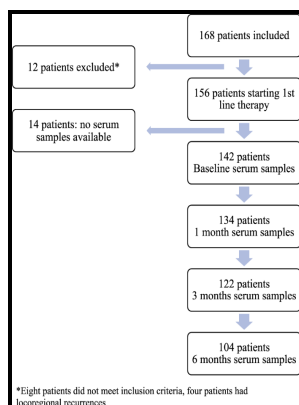 168 patients included
12 patients excluded*
156 patients starting 1st
line therapy
14 patients: no serum
samples available
142 patients
Baseline serum samples
134 patients
1 month serum samples
122 patients
3 months serum samples
104 patients
6 months serum samples
*Eight patients did not meet inclusion criteria, four patients had
locoregional recurrences